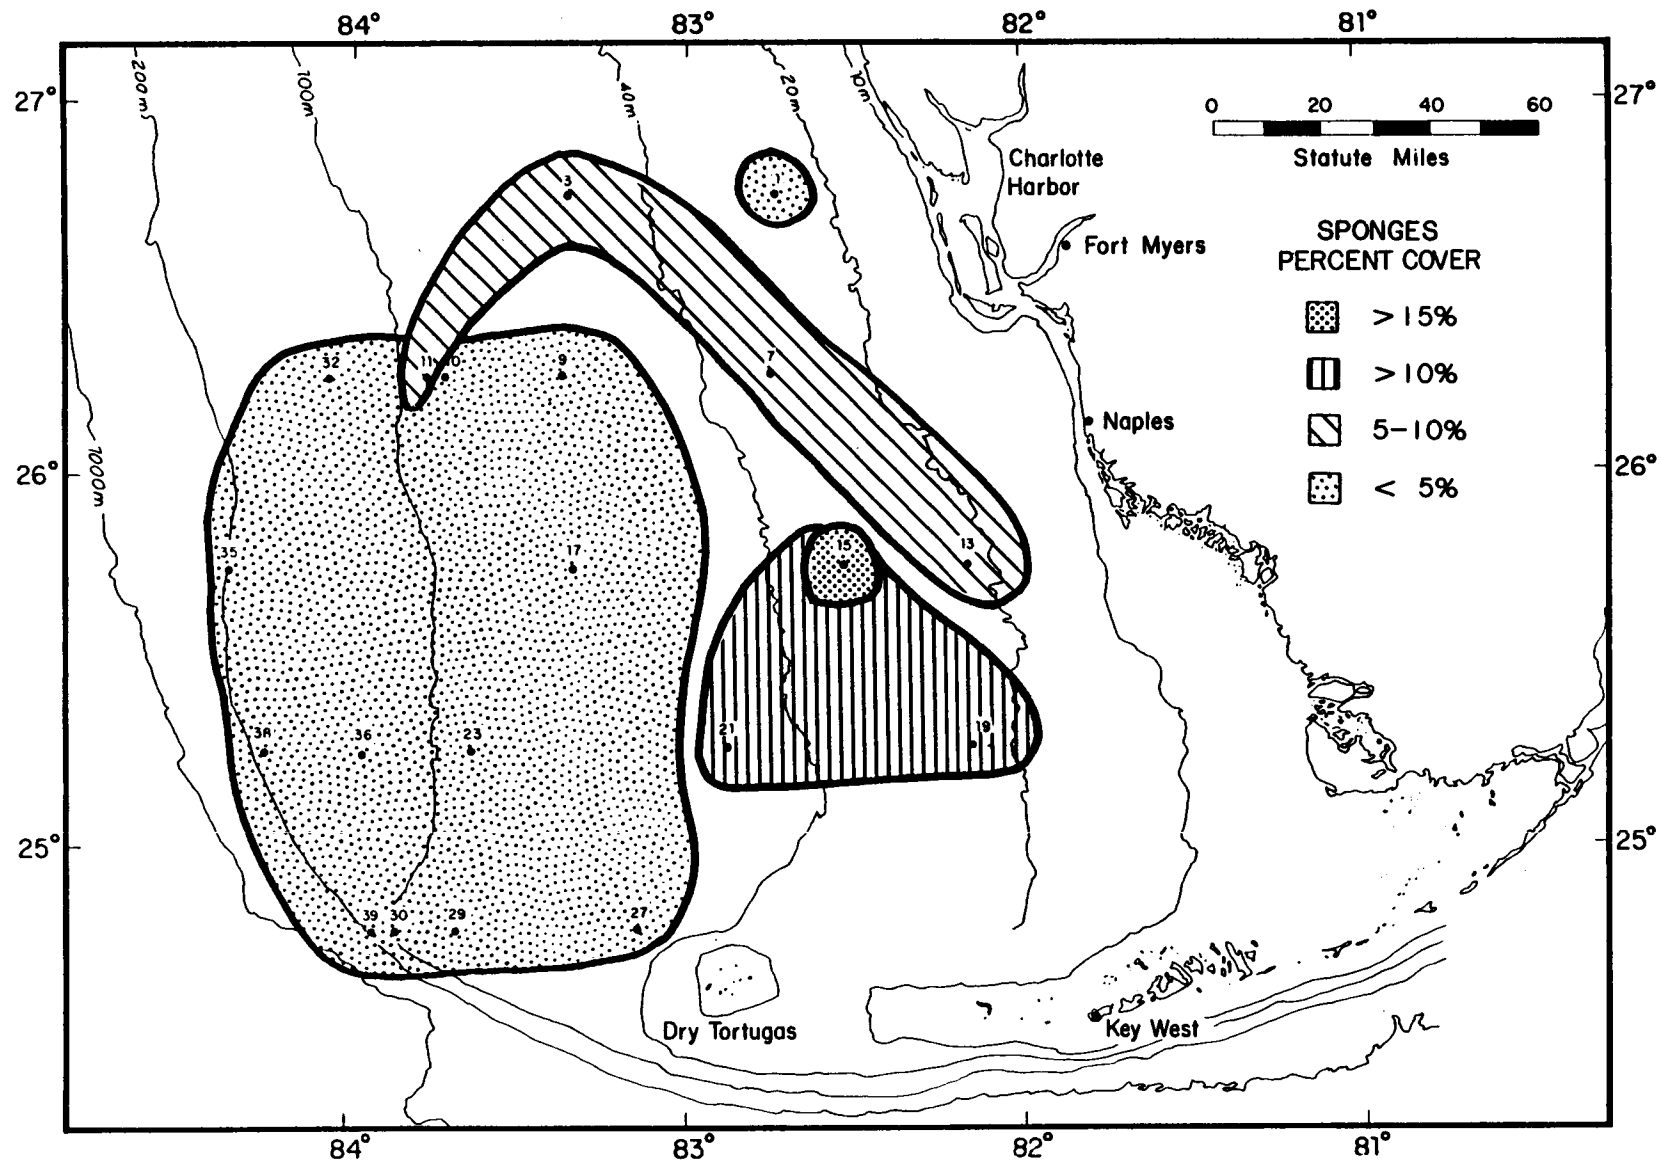 84° 83° 82° 81°
27° 27°
200m 100m 40m 20m 10m
0 20 40 60
Statute Miles
Charlotte
Harbor
Fort Myers
SPONGES
PERCENT COVER
>15%
>10%
5-10%
< 5%
3 1
32 11 10 9 7
Naples
26° 26°
1000m
35 17 15 13
38 36 23 21 19
25° 25°
39 30 29 27
Dry Tortugas
Key West
84° 83° 82° 81°